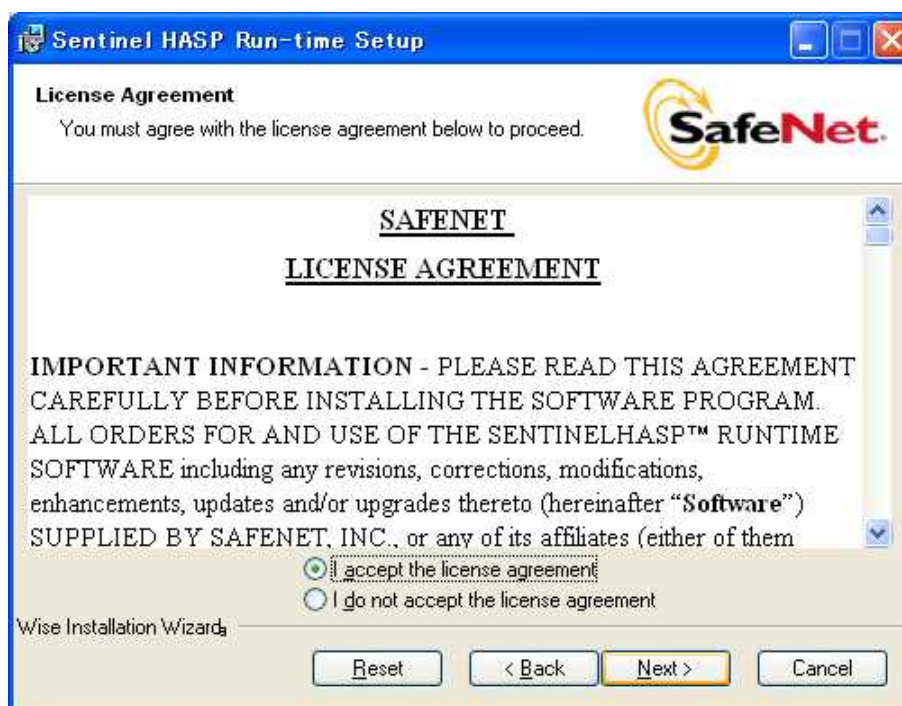 Sentinel HASP Run-time Setup
License Agreement
You must agree with the license agreement below to proceed.
SafeNet.
SAFENET
LICENSE AGREEMENT
IMPORTANT INFORMATION - PLEASE READ THIS AGREEMENT
CAREFULLY BEFORE INSTALLING THE SOFTWARE PROGRAM.
ALL ORDERS FOR AND USE OF THE SENTINELHASP™ RUNTIME
SOFTWARE including any revisions, corrections, modifications,
enhancements, updates and/or upgrades thereto (hereinafter “Software”)
SUPPLIED BY SAFENET, INC., or any of its affiliates (either of them
I accept the license agreement
I do not accept the license agreement
Wise Installation Wizard®
Reset
< Back
Next >
Cancel